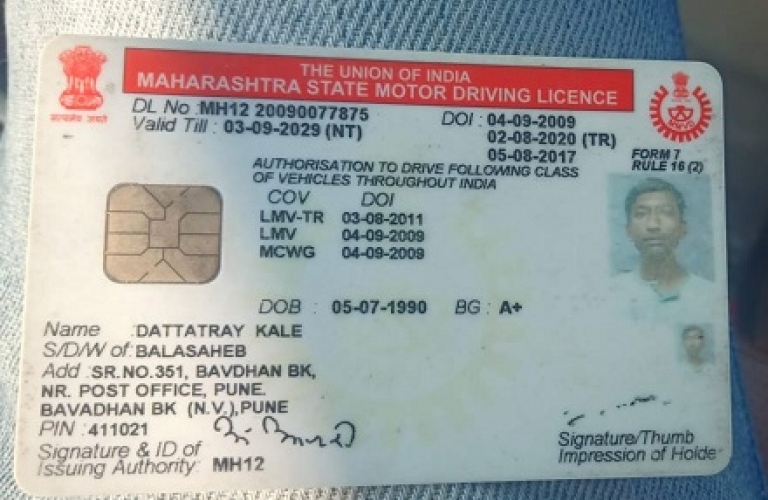 THE UNION OF INDIA
MAHARASHTRA STATE MOTOR DRIVING LICENCE
सत्यमेव जयते
DL No :MH12 20090077875 DOI : 04-09-2009
Valid Till : 03-09-2029 (NT) 02-08-2020 (TR)
05-08-2017
FORM 7
RULE 16 (2)
AUTHORISATION TO DRIVE FOLLOWING CLASS
OF VEHICLES THROUGHOUT INDIA
COV DOI
LMV-TR 03-08-2011
LMV 04-09-2009
MCWG 04-09-2009
DOB : 05-07-1990 BG : A+
Name :DATTATRAY KALE
S/D/W of:BALASAHEB
Add :SR.NO.351, BAVDHAN BK,
NR. POST OFFICE, PUNE.
BAVADHAN BK (N.V.),PUNE
PIN :411021
Signature & ID of
Issuing Authority: MH12
Signature/Thumb
Impression of Holde